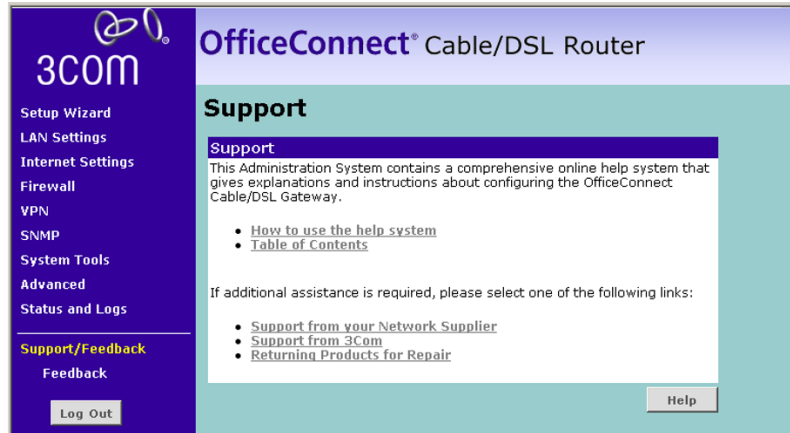 3COM
OfficeConnect® Cable/DSL Router
Setup Wizard
LAN Settings
Internet Settings
Firewall
VPN
SNMP
System Tools
Advanced
Status and Logs
Support/Feedback
Feedback
Log Out
Support
Support
This Administration System contains a comprehensive online help system that
gives explanations and instructions about configuring the OfficeConnect
Cable/DSL Gateway.
• How to use the help system
• Table of Contents
If additional assistance is required, please select one of the following links:
• Support from your Network Supplier
• Support from 3Com
• Returning Products for Repair
Help